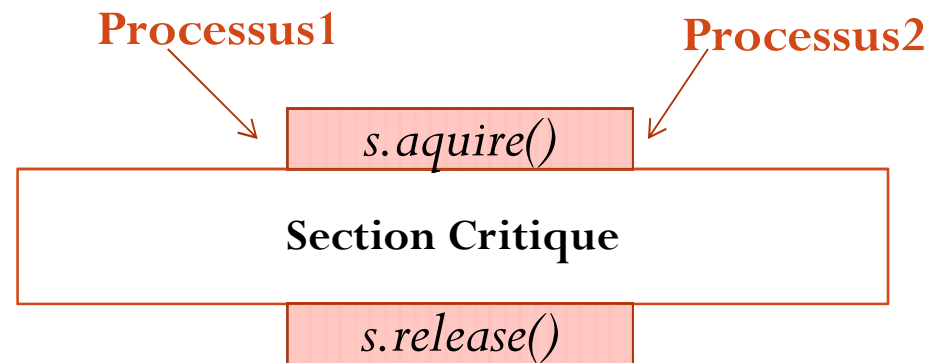 Processus1
Processus2
s.aquire()
Section Critique
s.release()